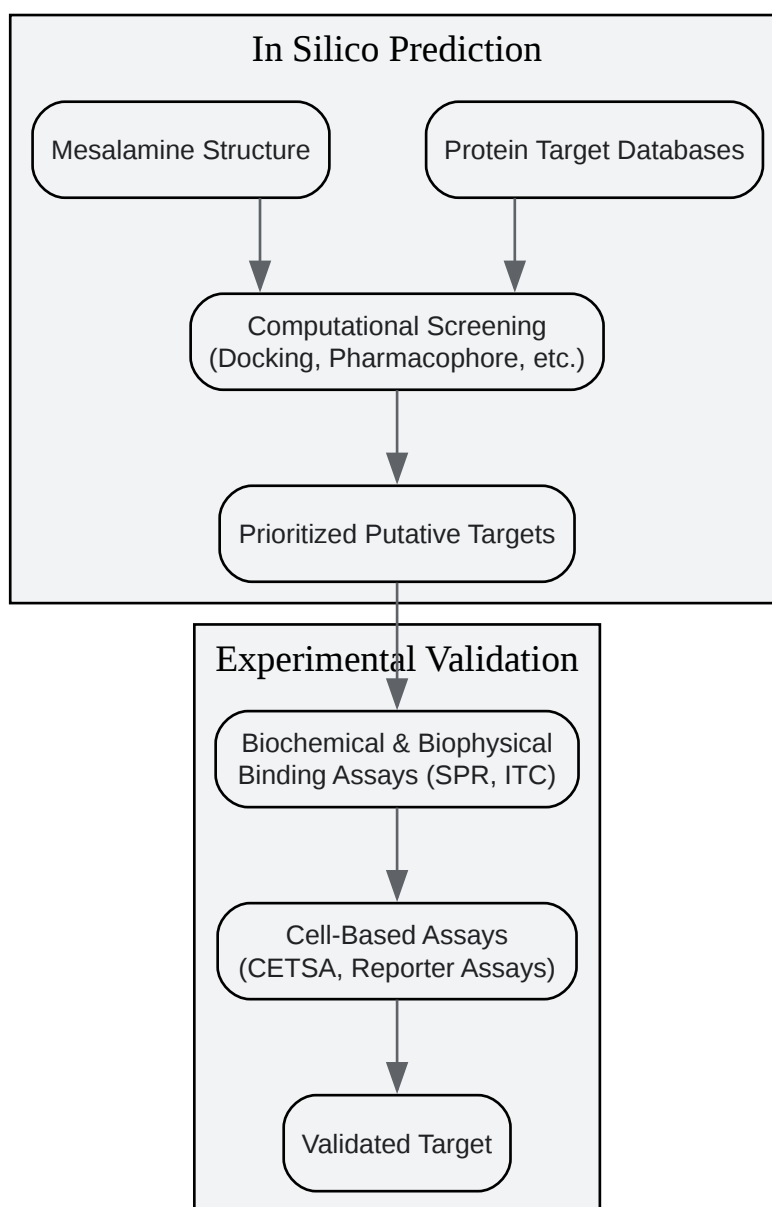 In Silico Prediction
Mesalamine Structure
Protein Target Databases
Computational Screening
(Docking, Pharmacophore, etc.)
Prioritized Putative Targets
Experimental Validation
Biochemical & Biophysical
Binding Assays (SPR, ITC)
Cell-Based Assays
(CETSA, Reporter Assays)
Validated Target